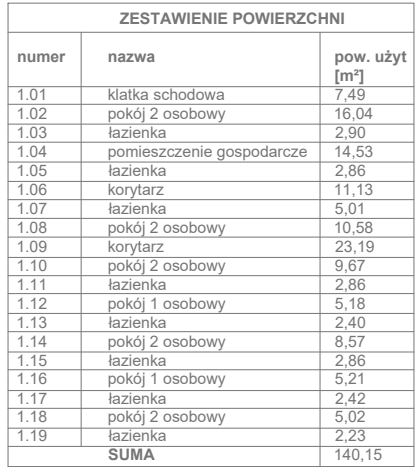 ZESTAWIENIE POWIERZCHNI
numer nazwa pow. użyt
[m²]
1.01 klatka schodowa 7,49
1.02 pokój 2 osobowy 16,04
1.03 łazienka 2,90
1.04 pomieszczenie gospodarcze 14,53
1.05 łazienka 2,86
1.06 korytarz 11,13
1.07 łazienka 5,01
1.08 pokój 2 osobowy 10,58
1.09 korytarz 23,19
1.10 pokój 2 osobowy 9,67
1.11 łazienka 2,86
1.12 pokój 1 osobowy 5,18
1.13 łazienka 2,40
1.14 pokój 2 osobowy 8,57
1.15 łazienka 2,86
1.16 pokój 1 osobowy 5,21
1.17 łazienka 2,42
1.18 pokój 2 osobowy 5,02
1.19 łazienka 2,23
SUMA 140,15